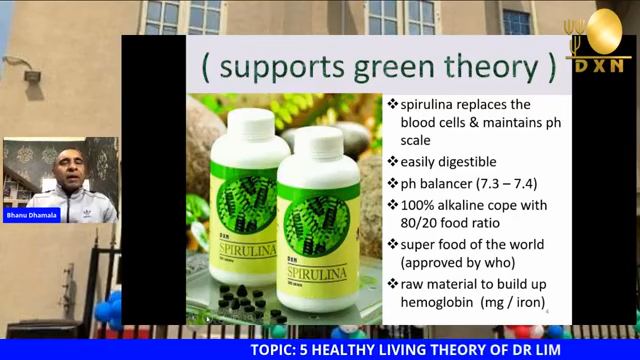 ( supports green theory )
DXN
❖spirulina replaces the
blood cells & maintains ph
scale
❖easily digestible
❖ph balancer (7.3 – 7.4)
❖100% alkaline cope with
80/20 food ratio
❖super food of the world
(approved by who)
❖raw material to build up
hemoglobin (mg / iron)
4
DXN
SPIRULINA
DXN
SPIRULINA
Bhanu Dhamala
TOPIC: 5 HEALTHY LIVING THEORY OF DR LIM